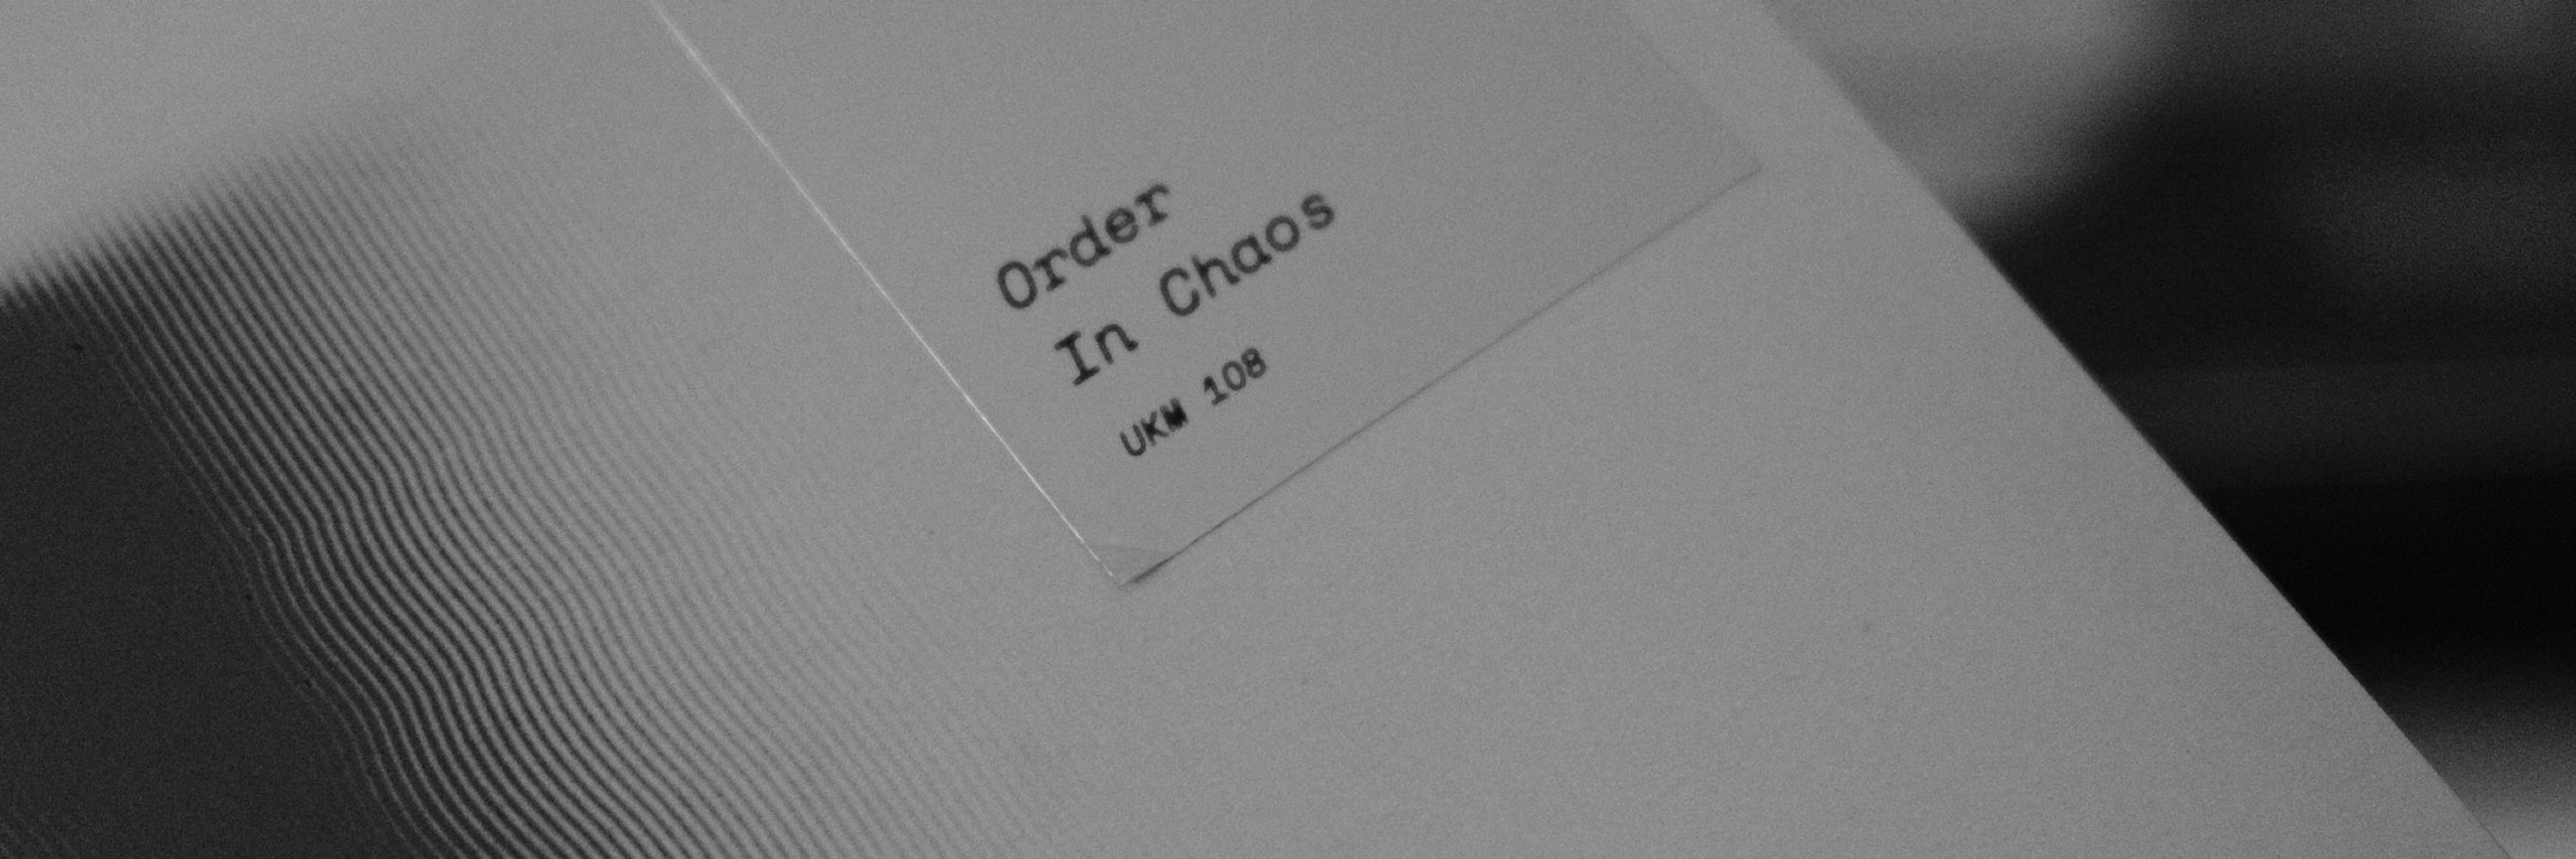 Order
In Chaos
UKM 108